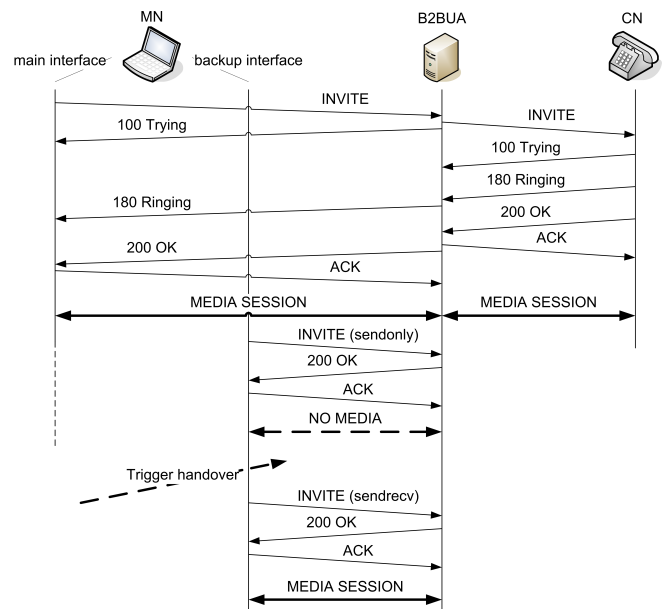 MN
B2BUA
CN
main interface
backup interface
INVITE
INVITE
100 Trying
100 Trying
180 Ringing
180 Ringing
200 OK
ACK
200 OK
ACK
MEDIA SESSION
MEDIA SESSION
INVITE (sendonly)
200 OK
ACK
NO MEDIA
Trigger handover
INVITE (sendrecv)
200 OK
ACK
MEDIA SESSION